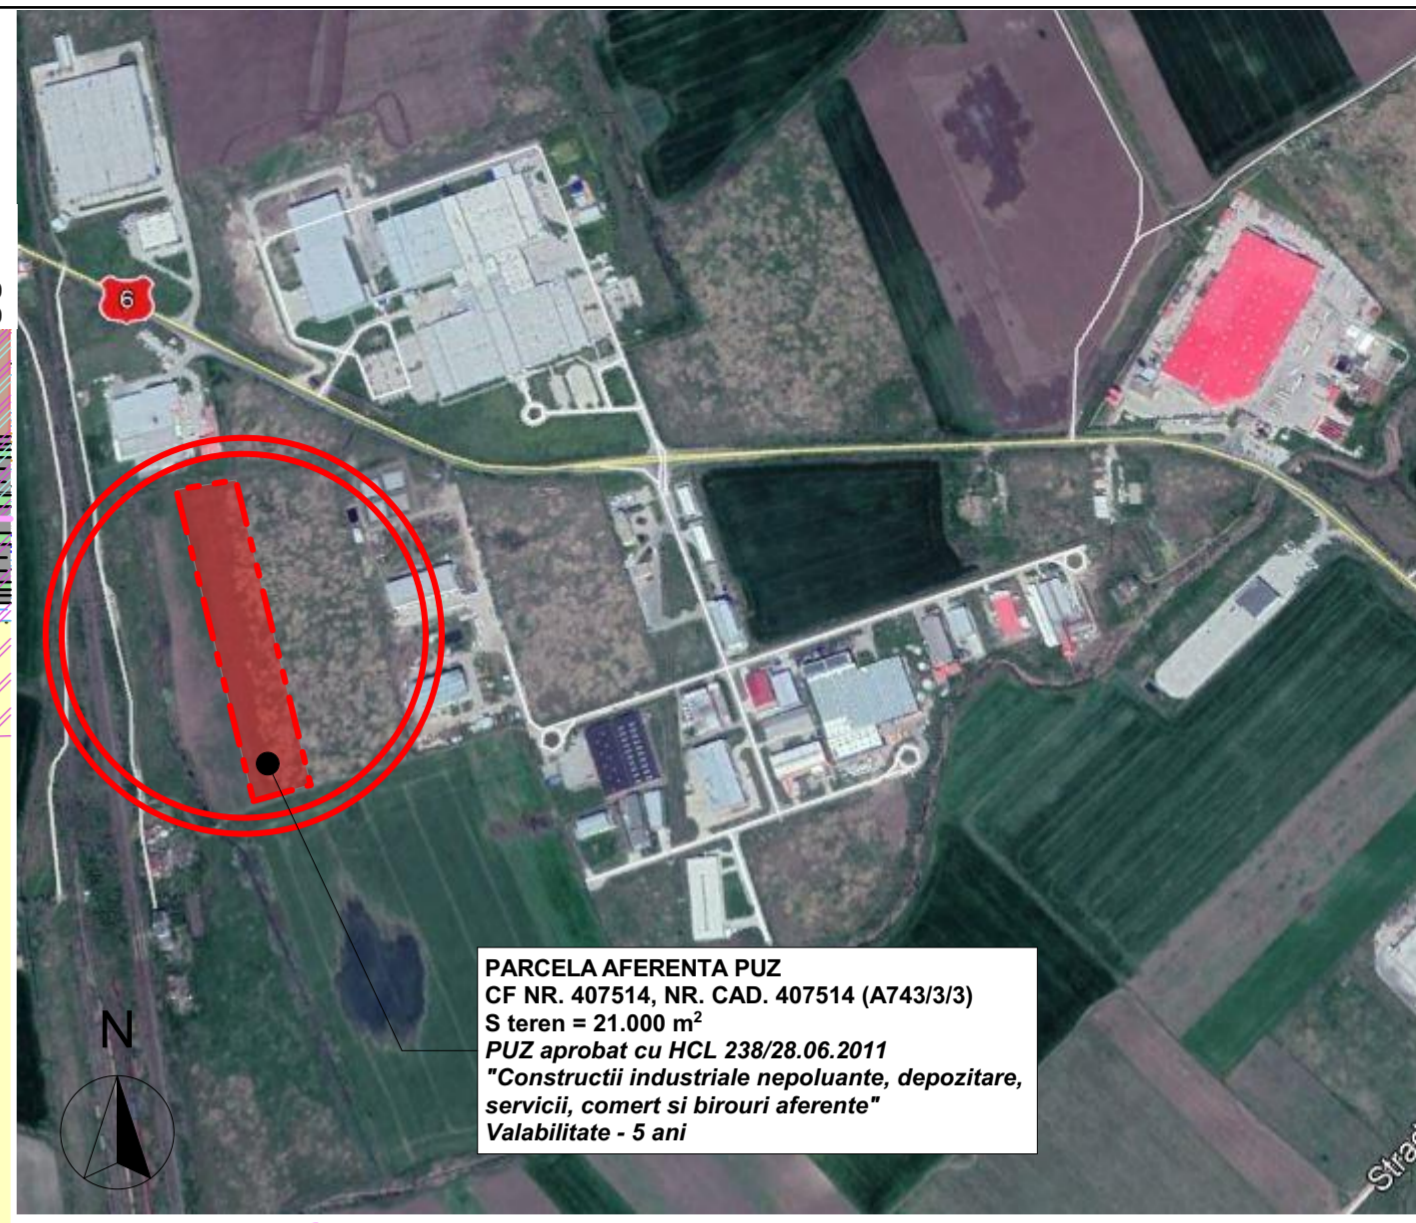 6
PARCELA AFERENTA PUZ
CF NR. 407514, NR. CAD. 407514 (A743/3/3)
S teren = 21.000 m²
PUZ aprobat cu HCL 238/28.06.2011
"Constructii industriale nepoluante, depozitare,
servicii, comert si birouri aferente"
Valabilitate - 5 ani
N